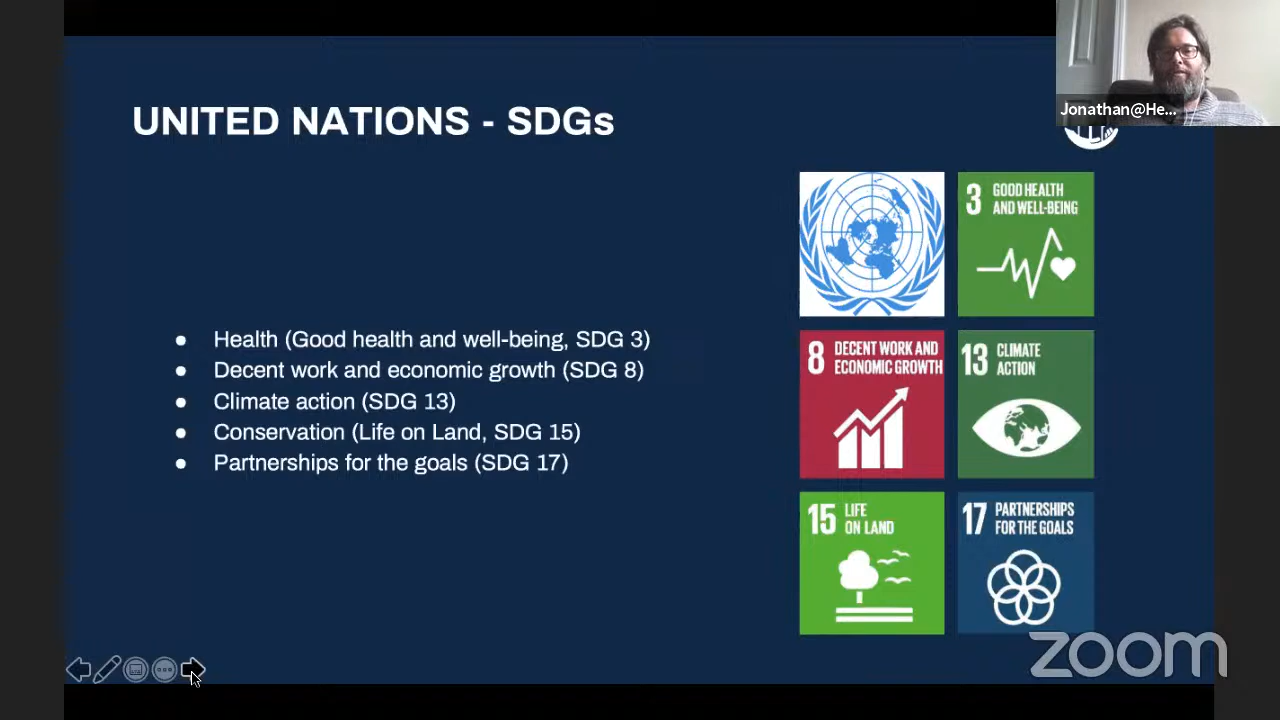 UNITED NATIONS - SDGs
Jonathan@He...
● Health (Good health and well-being, SDG 3)
● Decent work and economic growth (SDG 8)
● Climate action (SDG 13)
● Conservation (Life on Land, SDG 15)
● Partnerships for the goals (SDG 17)
3 GOOD HEALTH
AND WELL-BEING
8 DECENT WORK AND
ECONOMIC GROWTH
13 CLIMATE
ACTION
15 LIFE
ON LAND
17 PARTNERSHIPS
FOR THE GOALS
zoom